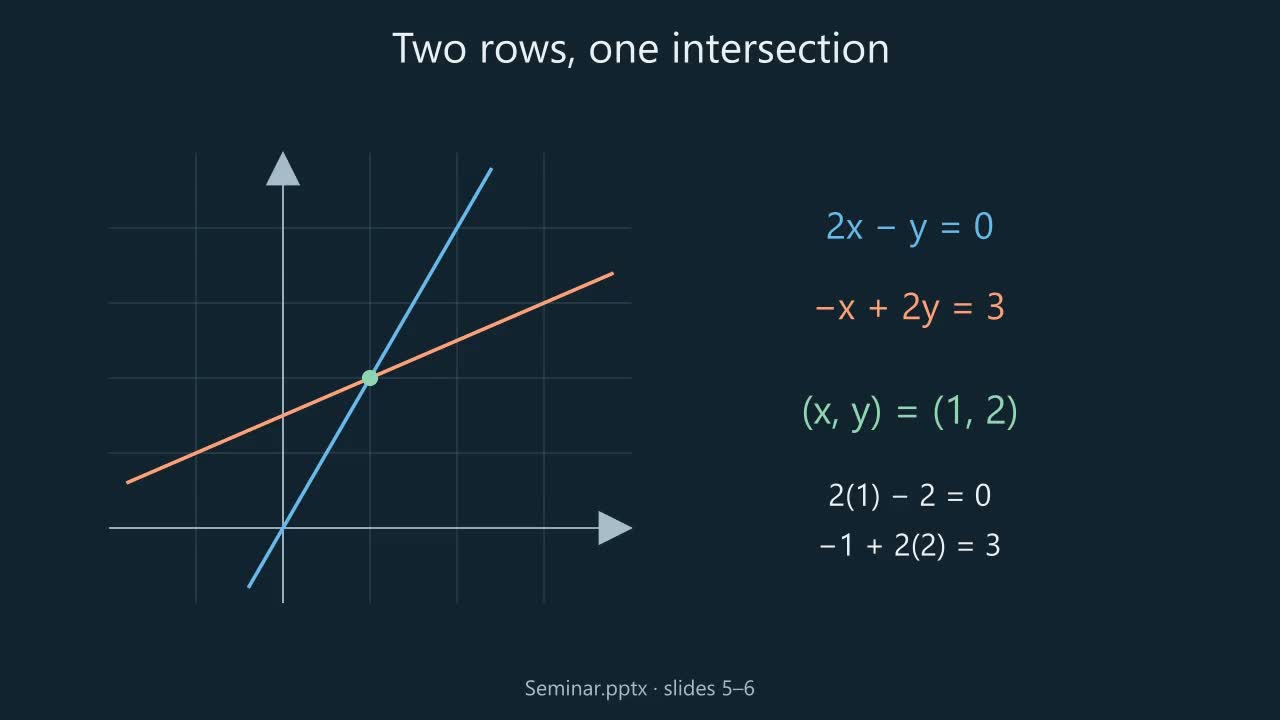 Two rows, one intersection
2x − y = 0
−x + 2y = 3
(x, y) = (1, 2)
2(1) − 2 = 0
−1 + 2(2) = 3
Seminar.pptx · slides 5–6